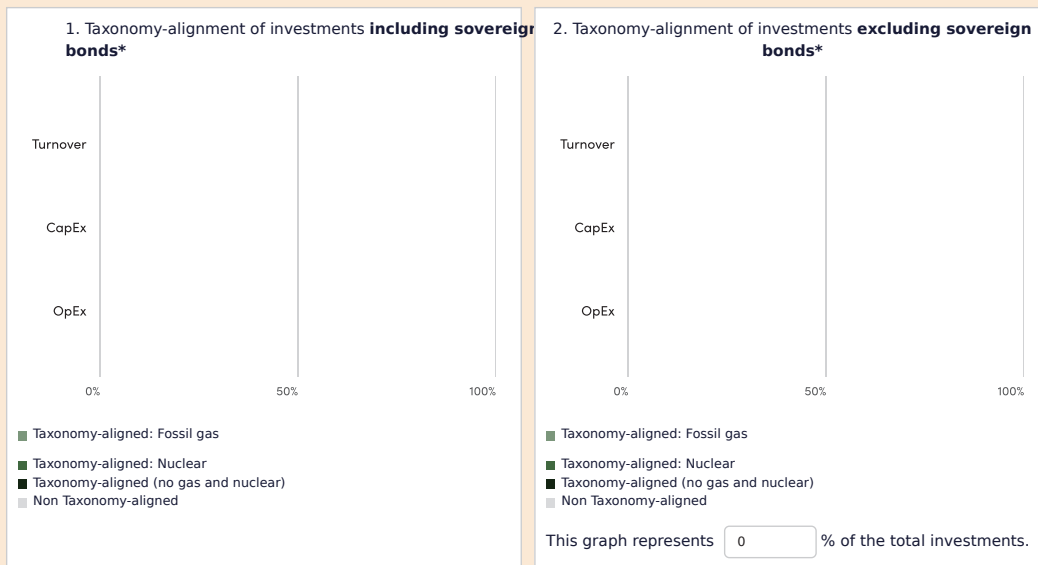 1. Taxonomy-alignment of investments including sovereign
bonds*
Turnover
CapEx
OpEx
0% 50% 100%
Taxonomy-aligned: Fossil gas
Taxonomy-aligned: Nuclear
Taxonomy-aligned (no gas and nuclear)
Non Taxonomy-aligned
2. Taxonomy-alignment of investments excluding sovereign
bonds*
Turnover
CapEx
OpEx
0% 50% 100%
Taxonomy-aligned: Fossil gas
Taxonomy-aligned: Nuclear
Taxonomy-aligned (no gas and nuclear)
Non Taxonomy-aligned
This graph represents 0 % of the total investments.